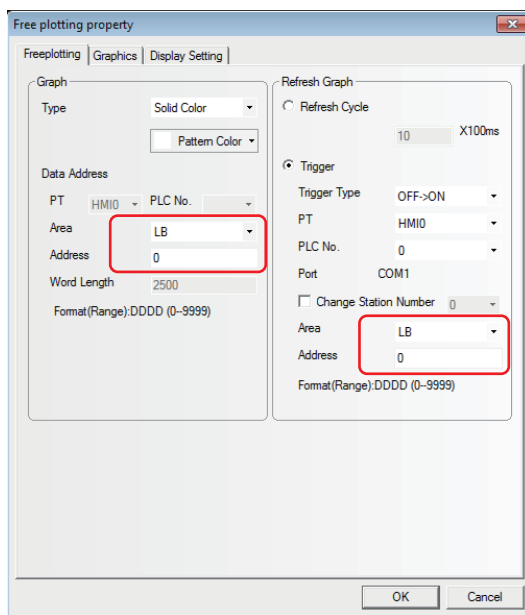 Free plotting property
Freeplotting Graphics Display Setting
Graph
Type Solid Color
Pattern Color
Data Address
PT HMI0 PLC No.
Area LB
Address 0
Word Length 2500
Format(Range):DDDD (0--9999)
Refresh Graph
Refresh Cycle
10 X100ms
Trigger
Trigger Type OFF->ON
PT HMI0
PLC No. 0
Port COM1
Change Station Number 0
Area LB
Address 0
Format(Range):DDDD (0--9999)
OK Cancel